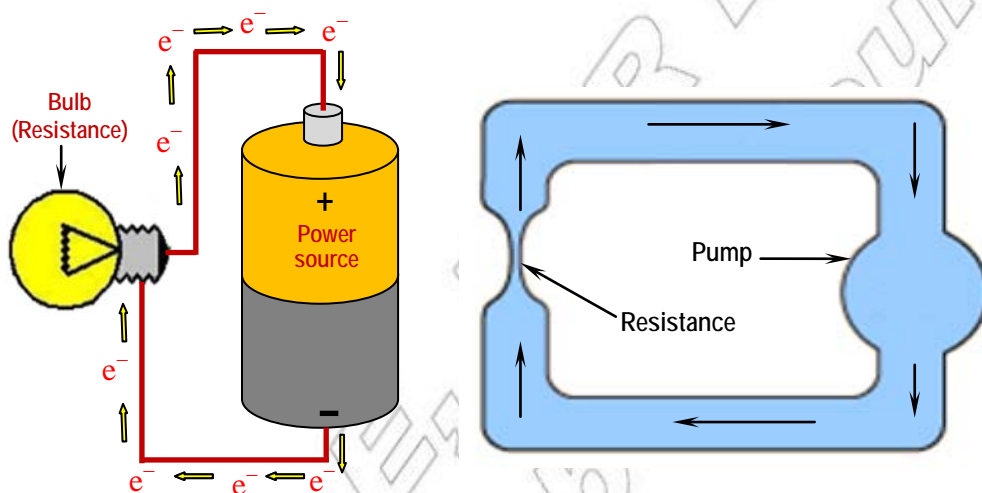 e⁻ e⁻ e⁻
e⁻
Bulb
(Resistance)
e⁻
e⁻
+
Power
source
Pump
Resistance
e⁻
−
e⁻ e⁻ e⁻